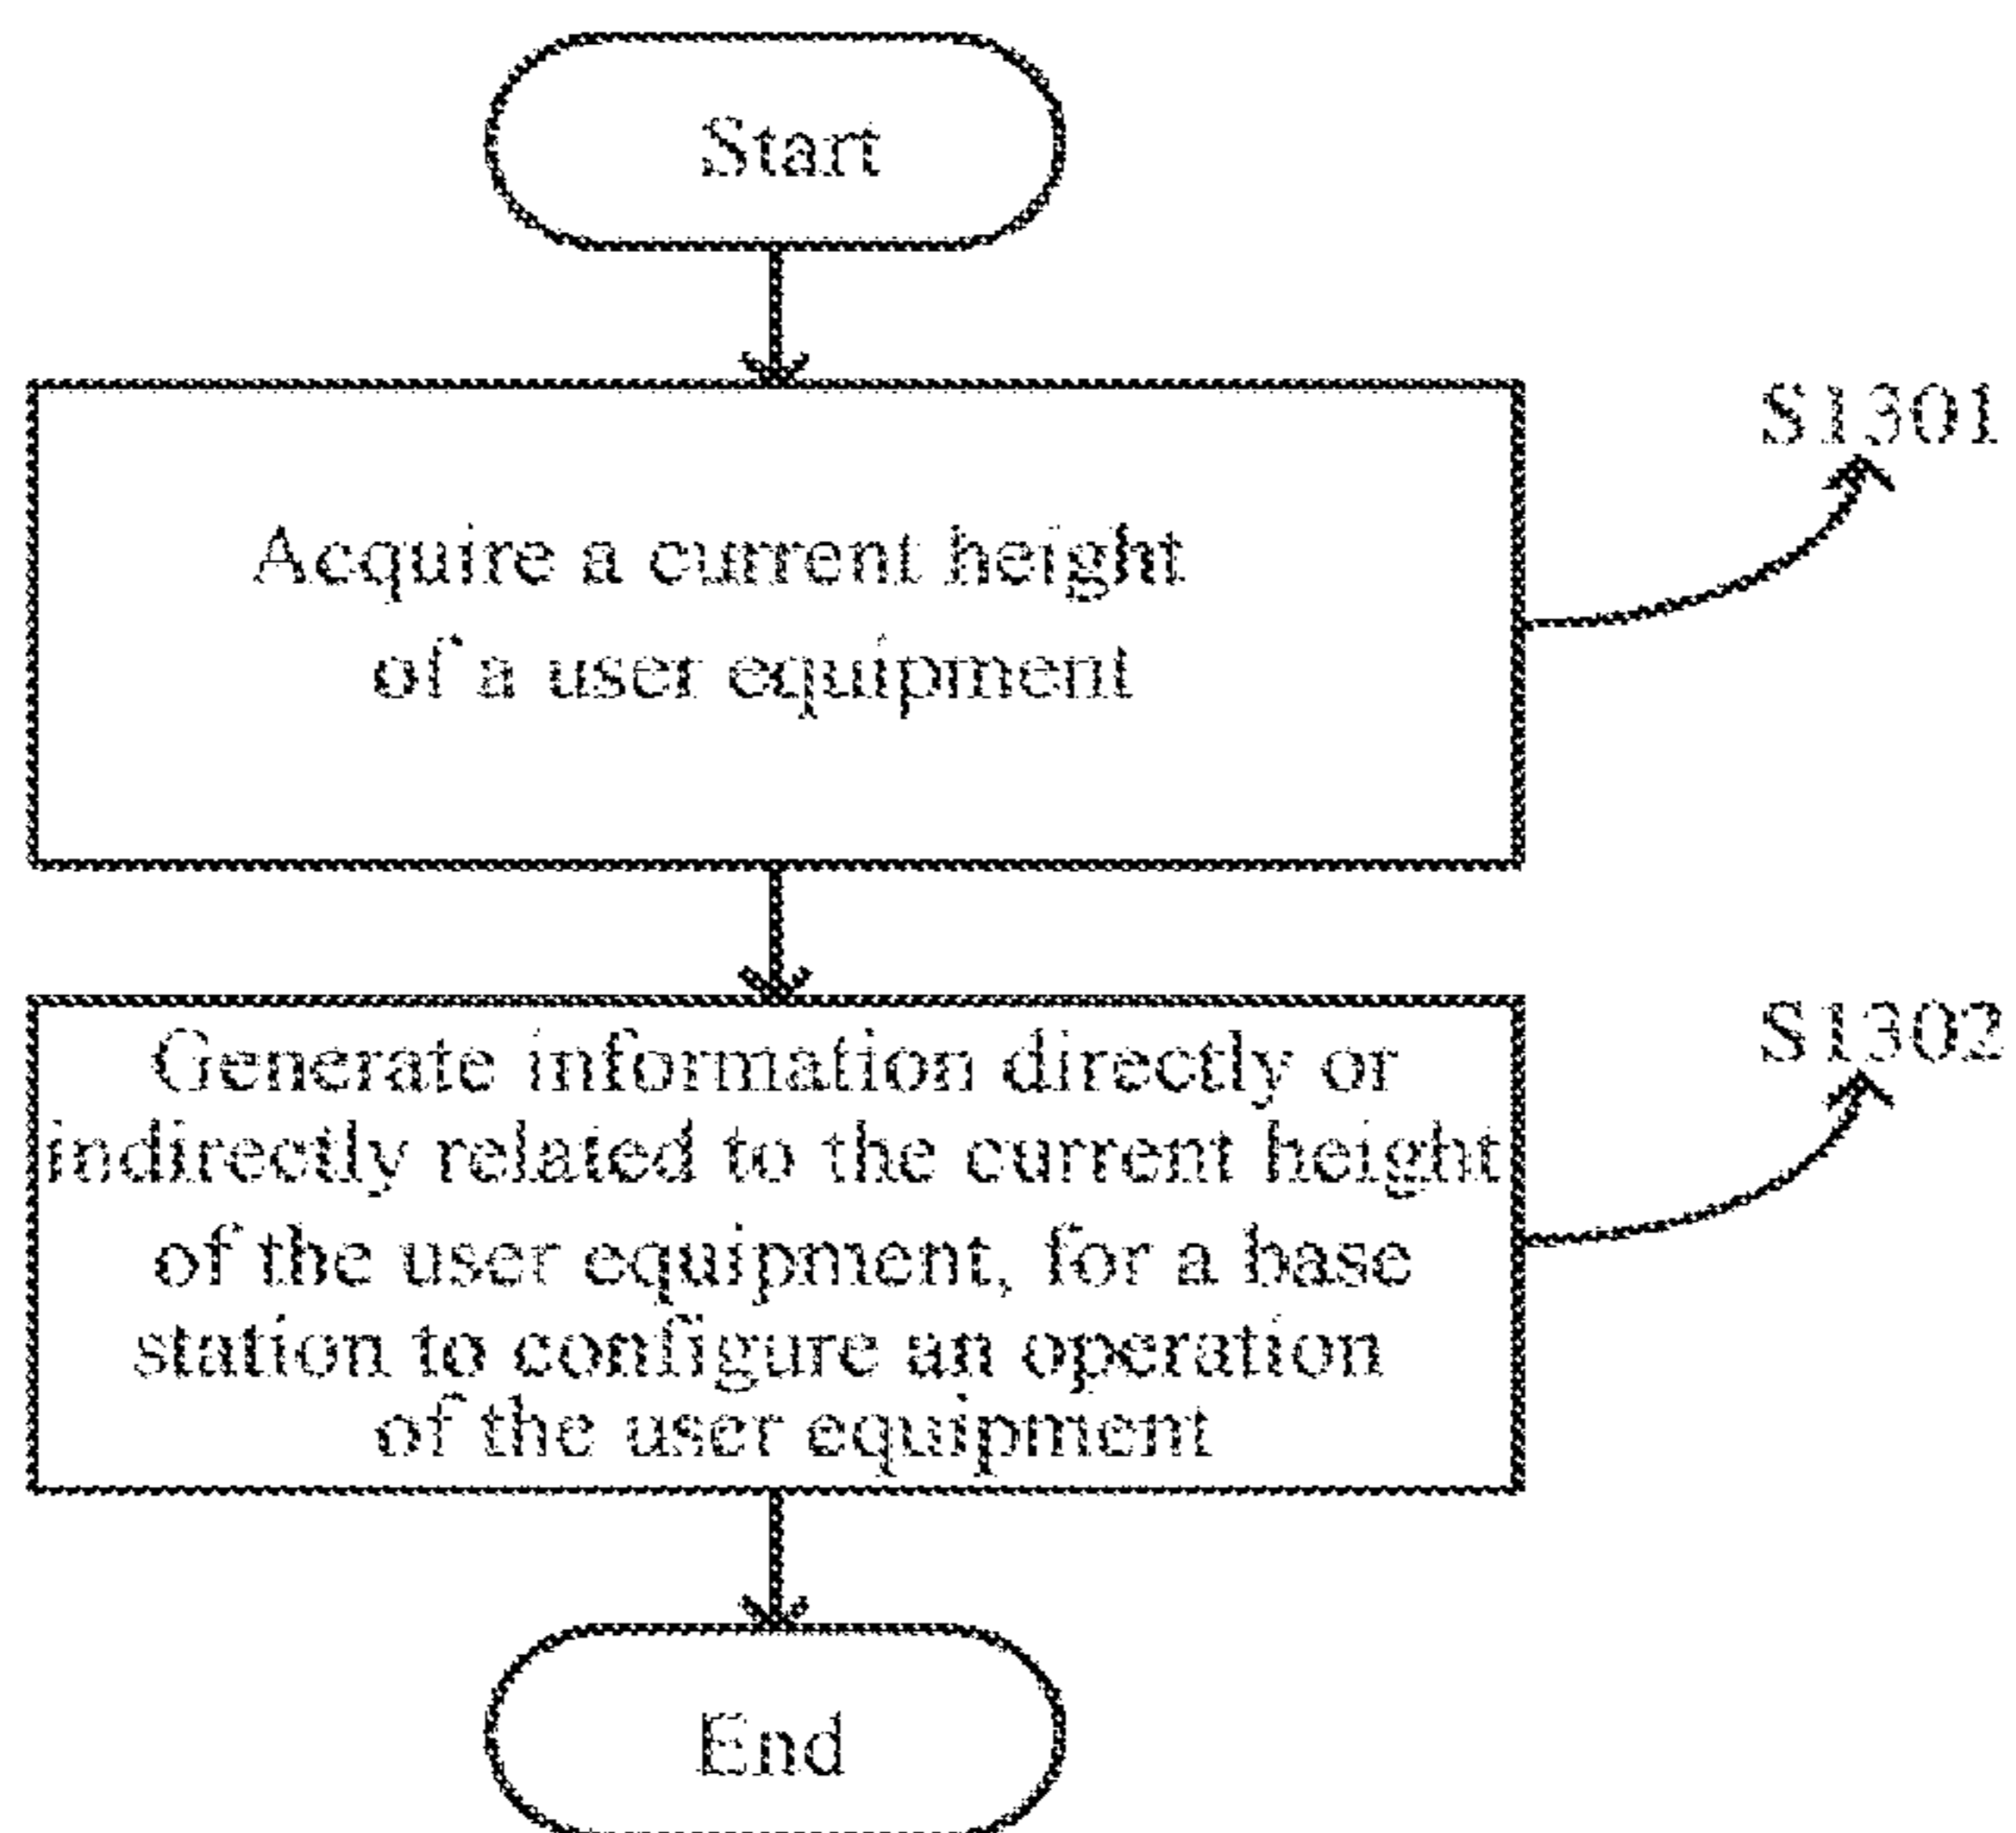 Start
S1301
Acquire a current height
of a user equipment
S1302
Generate information directly or
indirectly related to the current height
of the user equipment, for a base
station to configure an operation
of the user equipment
End